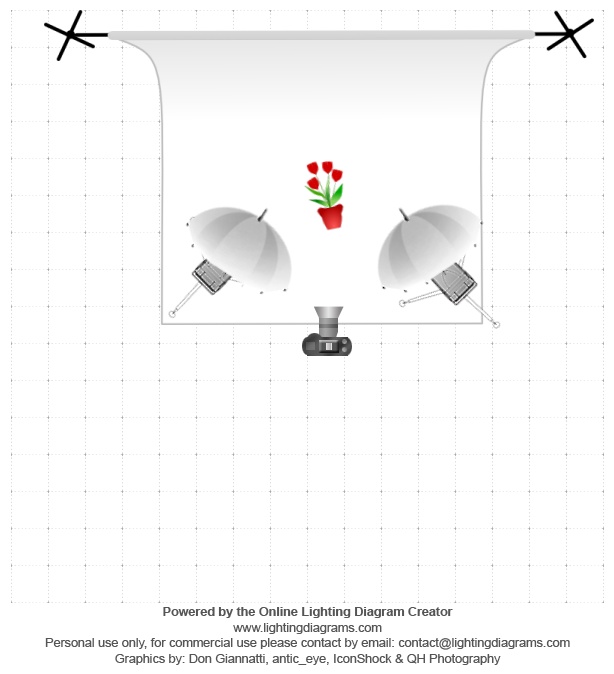 Powered by the Online Lighting Diagram Creator
www.lightingdiagrams.com
Personal use only, for commercial use please contact by email: contact@lightingdiagrams.com
Graphics by: Don Giannatti, antic_eye, IconShock & QH Photography